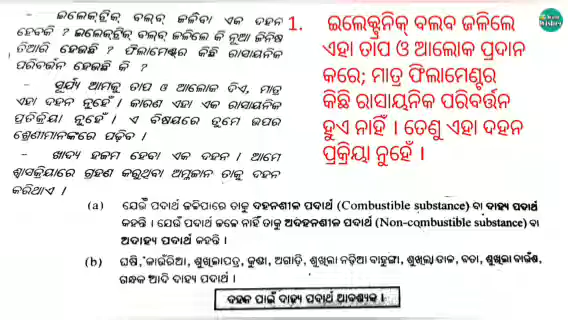 – ଇଲେକ୍‌ଟ୍ରିକ୍ ବଲ୍‌ବ୍ ଜଳିବା ଏକ ଦହନ
ହେବକି ? ଇଲେକ୍‌ଟ୍ରିକ୍ ବଲ୍‌ବ୍ ଜଳିଲେ କି ନୂଆ ଜିନିଷ
ତିଆରି ହେଉଛି ? ଫିଲାମେଣ୍ଟର କିଛି ରାସାୟନିକ
ପରିବର୍ତ୍ତନ ହେଉଛି କି ?
– ସୂର୍ଯ୍ୟ ଆମକୁ ତାପ ଓ ଆଲୋକ ଦିଏ, ମାତ୍ର
ଏହା ଦହନ ନୁହେଁ । କାରଣ ଏହା ଏକ ରାସାୟନିକ
ପ୍ରତିକ୍ରିୟା ନୁହେଁ । ଏ ବିଷୟରେ ତୁମେ ଉପର
ଶ୍ରେଣୀମାନଙ୍କରେ ପଢ଼ିବ ।
– ଖାଦ୍ୟ ହଜମ ହେବା ଏକ ଦହନ । ଆମେ
ଶ୍ୱାସକ୍ରିୟାରେ ଗ୍ରହଣ କରୁଥିବା ଅମ୍ଳଜାନ ତାକୁ ଦହନ
କରିଥାଏ ।
1. ଇଲେକ୍ଟ୍ରନିକ୍ ବଲବ ଜଳିଲେ
ଏହା ତାପ ଓ ଆଲୋକ ପ୍ରଦାନ
କରେ; ମାତ୍ର ଫିଲାମେଣ୍ଟର
କିଛି ରାସାୟନିକ ପରିବର୍ତ୍ତନ
ହୁଏ ନାହିଁ । ତେଣୁ ଏହା ଦହନ
ପ୍ରକ୍ରିୟା ନୁହେଁ ।
(a) ଯେଉଁ ପଦାର୍ଥ ଜଳିପାରେ ତାକୁ ଦହନଶୀଳ ପଦାର୍ଥ (Combustible substance) ବା ଦାହ୍ୟ ପଦାର୍ଥ
କହନ୍ତି । ଯେଉଁ ପଦାର୍ଥ ଜଳେ ନାହିଁ ତାକୁ ଅଦହନଶୀଳ ପଦାର୍ଥ (Non-combustible substance) ବା
ଅଦାହ୍ୟ ପଦାର୍ଥ କହନ୍ତି ।
(b) ଘଷି, କାଉଁରିଆ, ଶୁଖିଲାପତ୍ର, କୁଣ୍ଡା, ଅଗାଡ଼ି, ଶୁଖିଲା ନଡ଼ିଆ ବାହୁଙ୍ଗା, ଶୁଖିଲା ଡାଳ, ବତା, ଶୁଖିଲା ବାଉଁଶ,
ଗନ୍ଧକ ଆଦି ଦାହ୍ୟ ପଦାର୍ଥ ।
ଦହନ ପାଇଁ ଦାହ୍ୟ ପଦାର୍ଥ ଆବଶ୍ୟକ ।